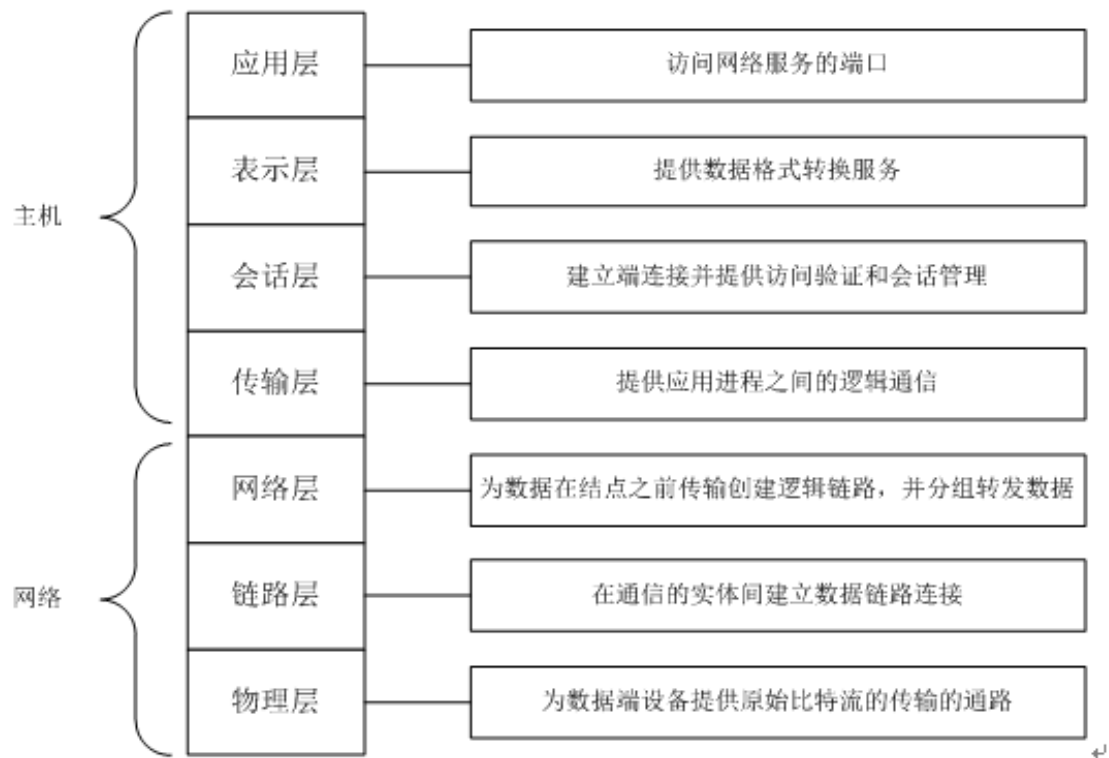 应用层
访问网络服务的端口
表示层
提供数据格式转换服务
主机
会话层
建立端连接并提供访问验证和会话管理
传输层
提供应用进程之间的逻辑通信
网络层
为数据在结点之前传输创建逻辑链路，并分组转发数据
网络
链路层
在通信的实体间建立数据链路连接
物理层
为数据端设备提供原始比特流的传输的通路